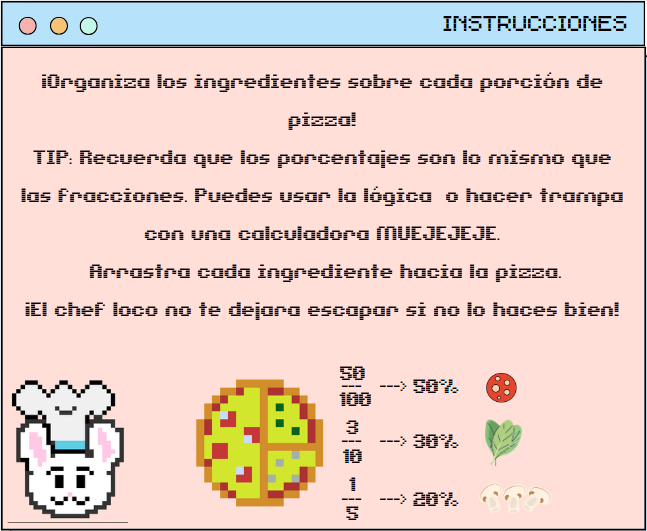 INSTRUCCIONES
¡Organiza los ingredientes sobre cada porción de
pizza!
TIP: Recuerda que los porcentajes son lo mismo que
las fracciones. Puedes usar la lógica  o hacer trampa
con una calculadora MUEJEJEJE.
Arrastra cada ingrediente hacia la pizza.
¡El chef loco no te dejara escapar si no lo haces bien!
50
---
100
---> 50%
3
---
10
---> 30%
1
---
5
---> 20%